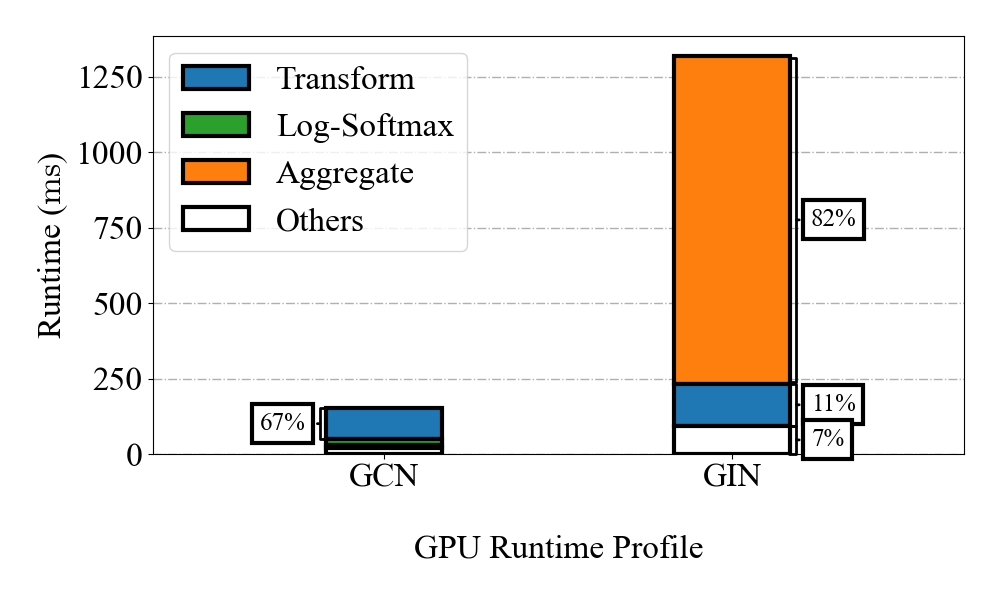 Transform
Log-Softmax
Aggregate
Others
Runtime (ms)
1250
1000
750
500
250
0
67%
82%
11%
7%
GCN
GIN
GPU Runtime Profile